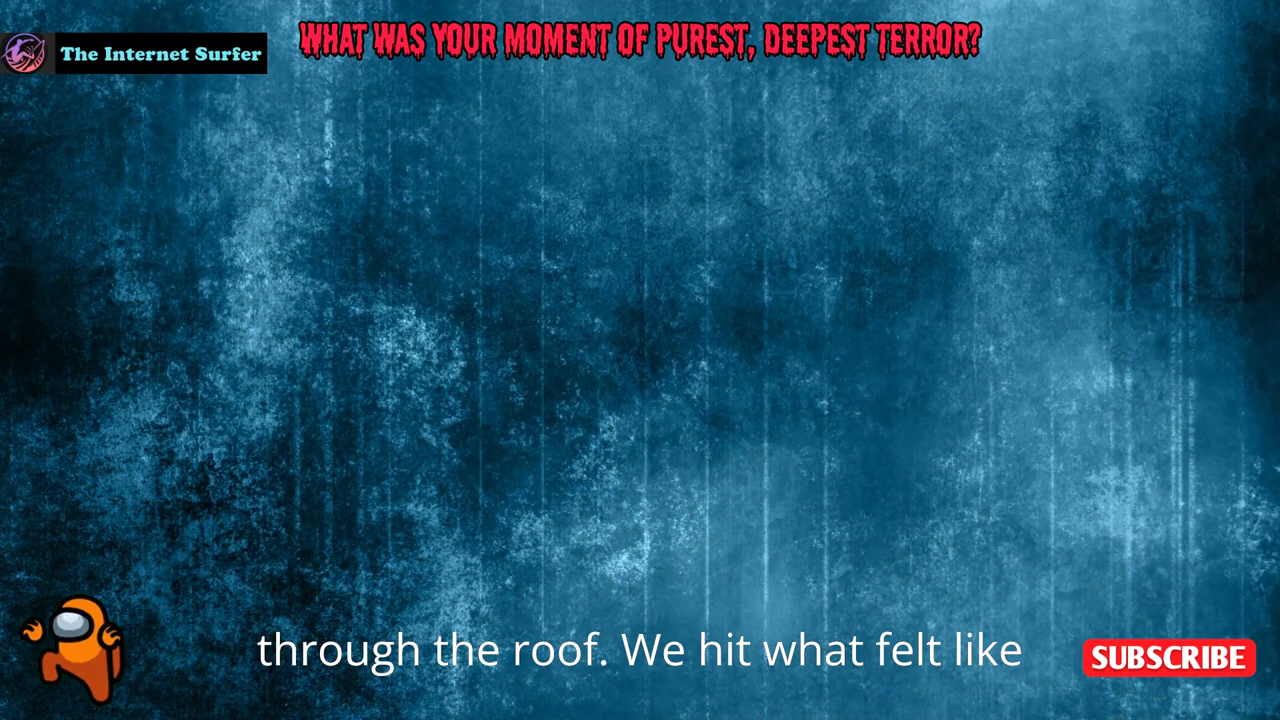 WHAT WAS YOUR MOMENT OF PUREST, DEEPEST TERROR?
The Internet Surfer
through the roof. We hit what felt like
SUBSCRIBE